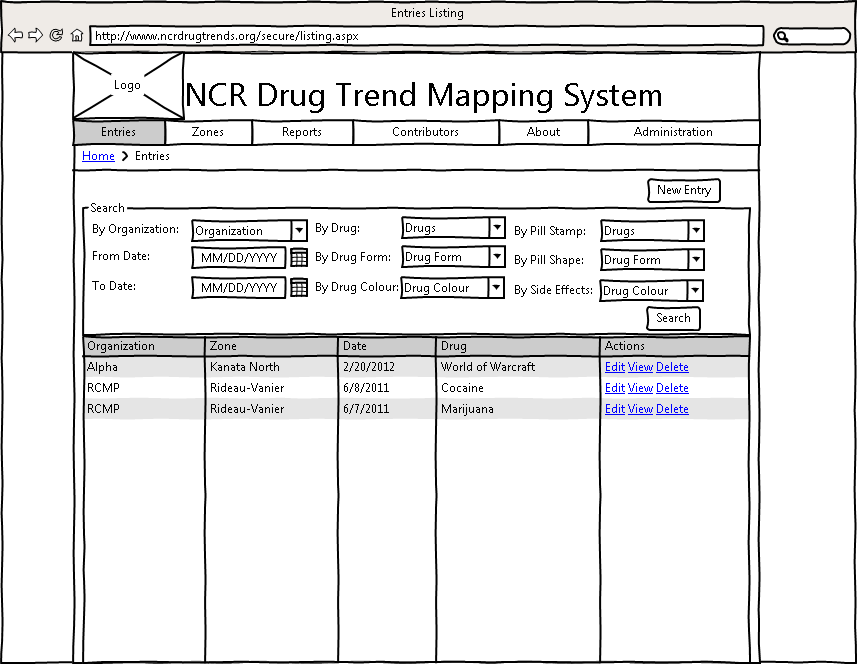 Entries Listing
http://www.ncrdrugtrends.org/secure/listing.aspx
Logo
NCR Drug Trend Mapping System
Entries Zones Reports Contributors About Administration
Home > Entries
New Entry
Search
By Organization: Organization By Drug: Drugs By Pill Stamp: Drugs
From Date: MM/DD/YYYY By Drug Form: Drug Form By Pill Shape: Drug Form
To Date: MM/DD/YYYY By Drug Colour: Drug Colour By Side Effects: Drug Colour
Search
Organization Zone Date Drug Actions
Alpha Kanata North 2/20/2012 World of Warcraft Edit View Delete
RCMP Rideau-Vanier 6/8/2011 Cocaine Edit View Delete
RCMP Rideau-Vanier 6/7/2011 Marijuana Edit View Delete